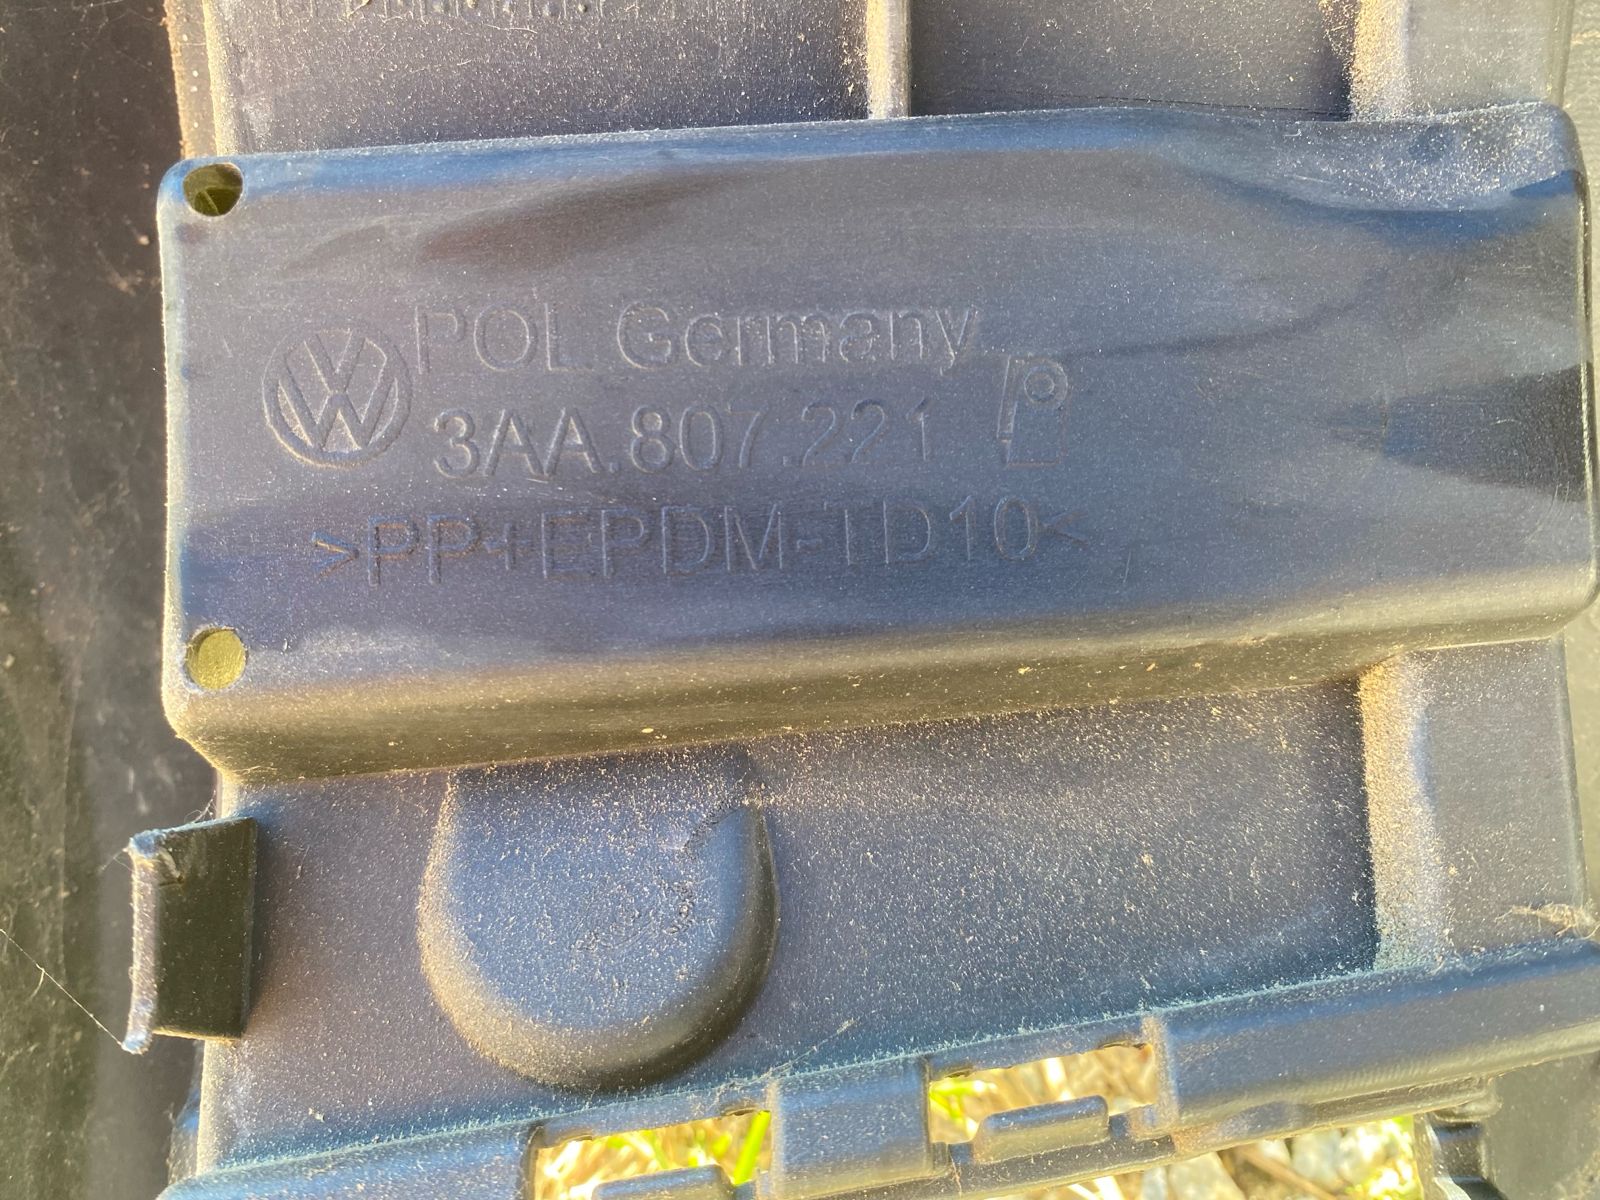 POL Germany
3AA.807.221
>PP+EPDM-TD10<